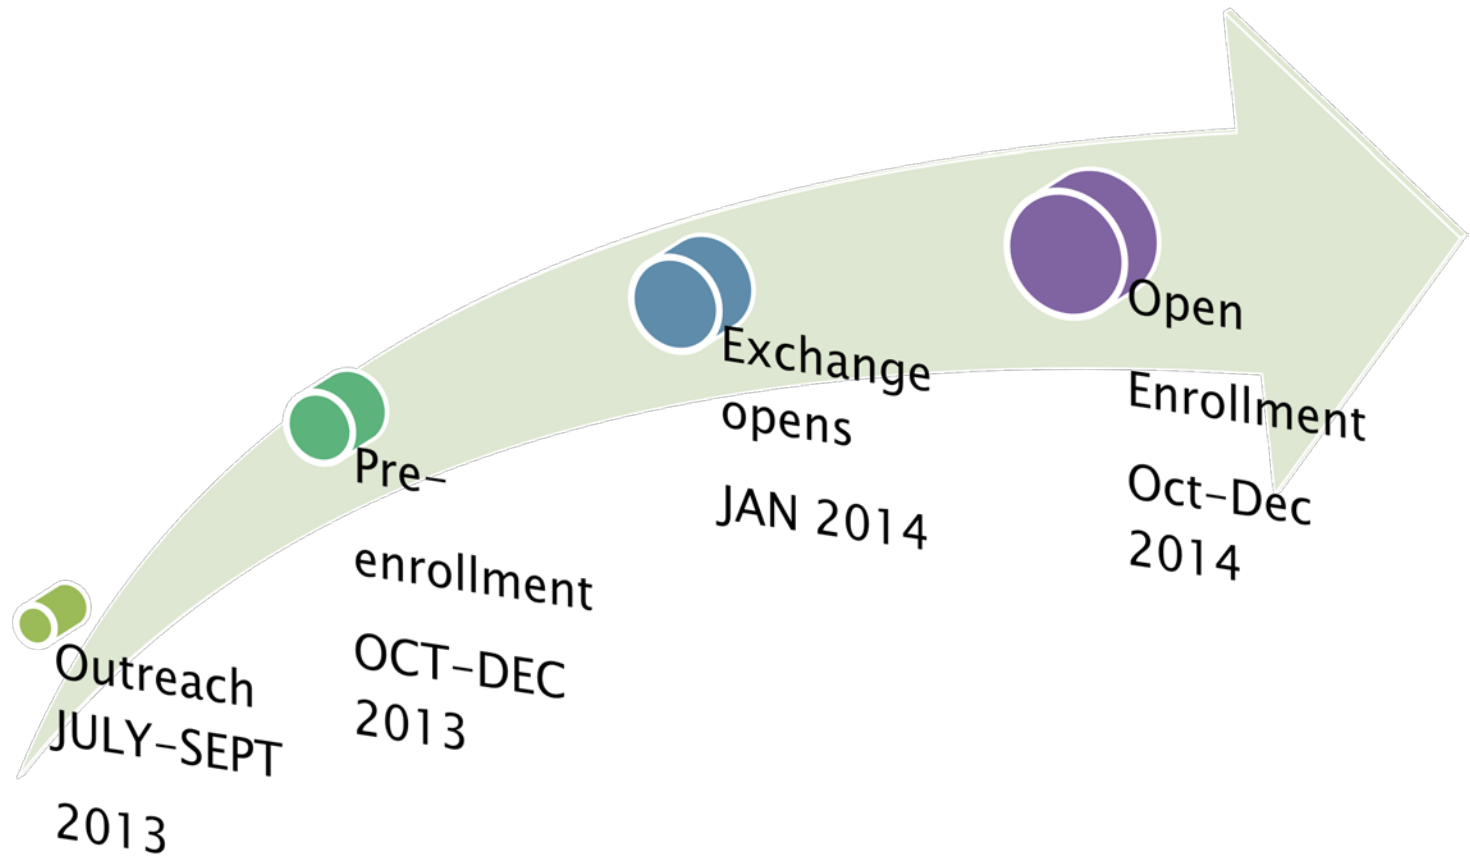 Outreach
JULY-SEPT
2013
Pre-
enrollment
OCT-DEC
2013
Exchange
opens
JAN 2014
Open
Enrollment
Oct-Dec
2014